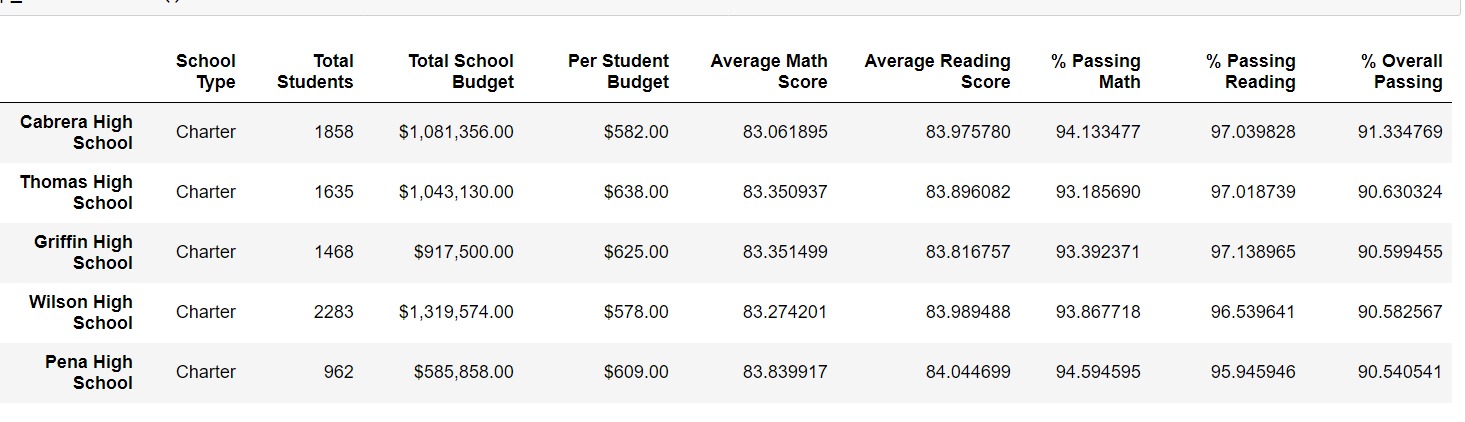 School Type Total Students Total School Budget Per Student Budget Average Math Score Average Reading Score % Passing Math % Passing Reading % Overall Passing
Cabrera High School Charter 1858 $1,081,356.00 $582.00 83.061895 83.975780 94.133477 97.039828 91.334769
Thomas High School Charter 1635 $1,043,130.00 $638.00 83.350937 83.896082 93.185690 97.018739 90.630324
Griffin High School Charter 1468 $917,500.00 $625.00 83.351499 83.816757 93.392371 97.138965 90.599455
Wilson High School Charter 2283 $1,319,574.00 $578.00 83.274201 83.989488 93.867718 96.539641 90.582567
Pena High School Charter 962 $585,858.00 $609.00 83.839917 84.044699 94.594595 95.945946 90.540541